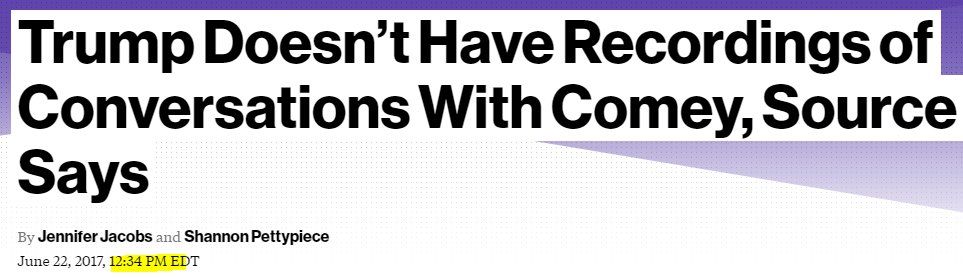 Trump Doesn’t Have Recordings of
Conversations With Comey, Source
Says
By Jennifer Jacobs and Shannon Pettypiece
June 22, 2017, 12:34 PM EDT